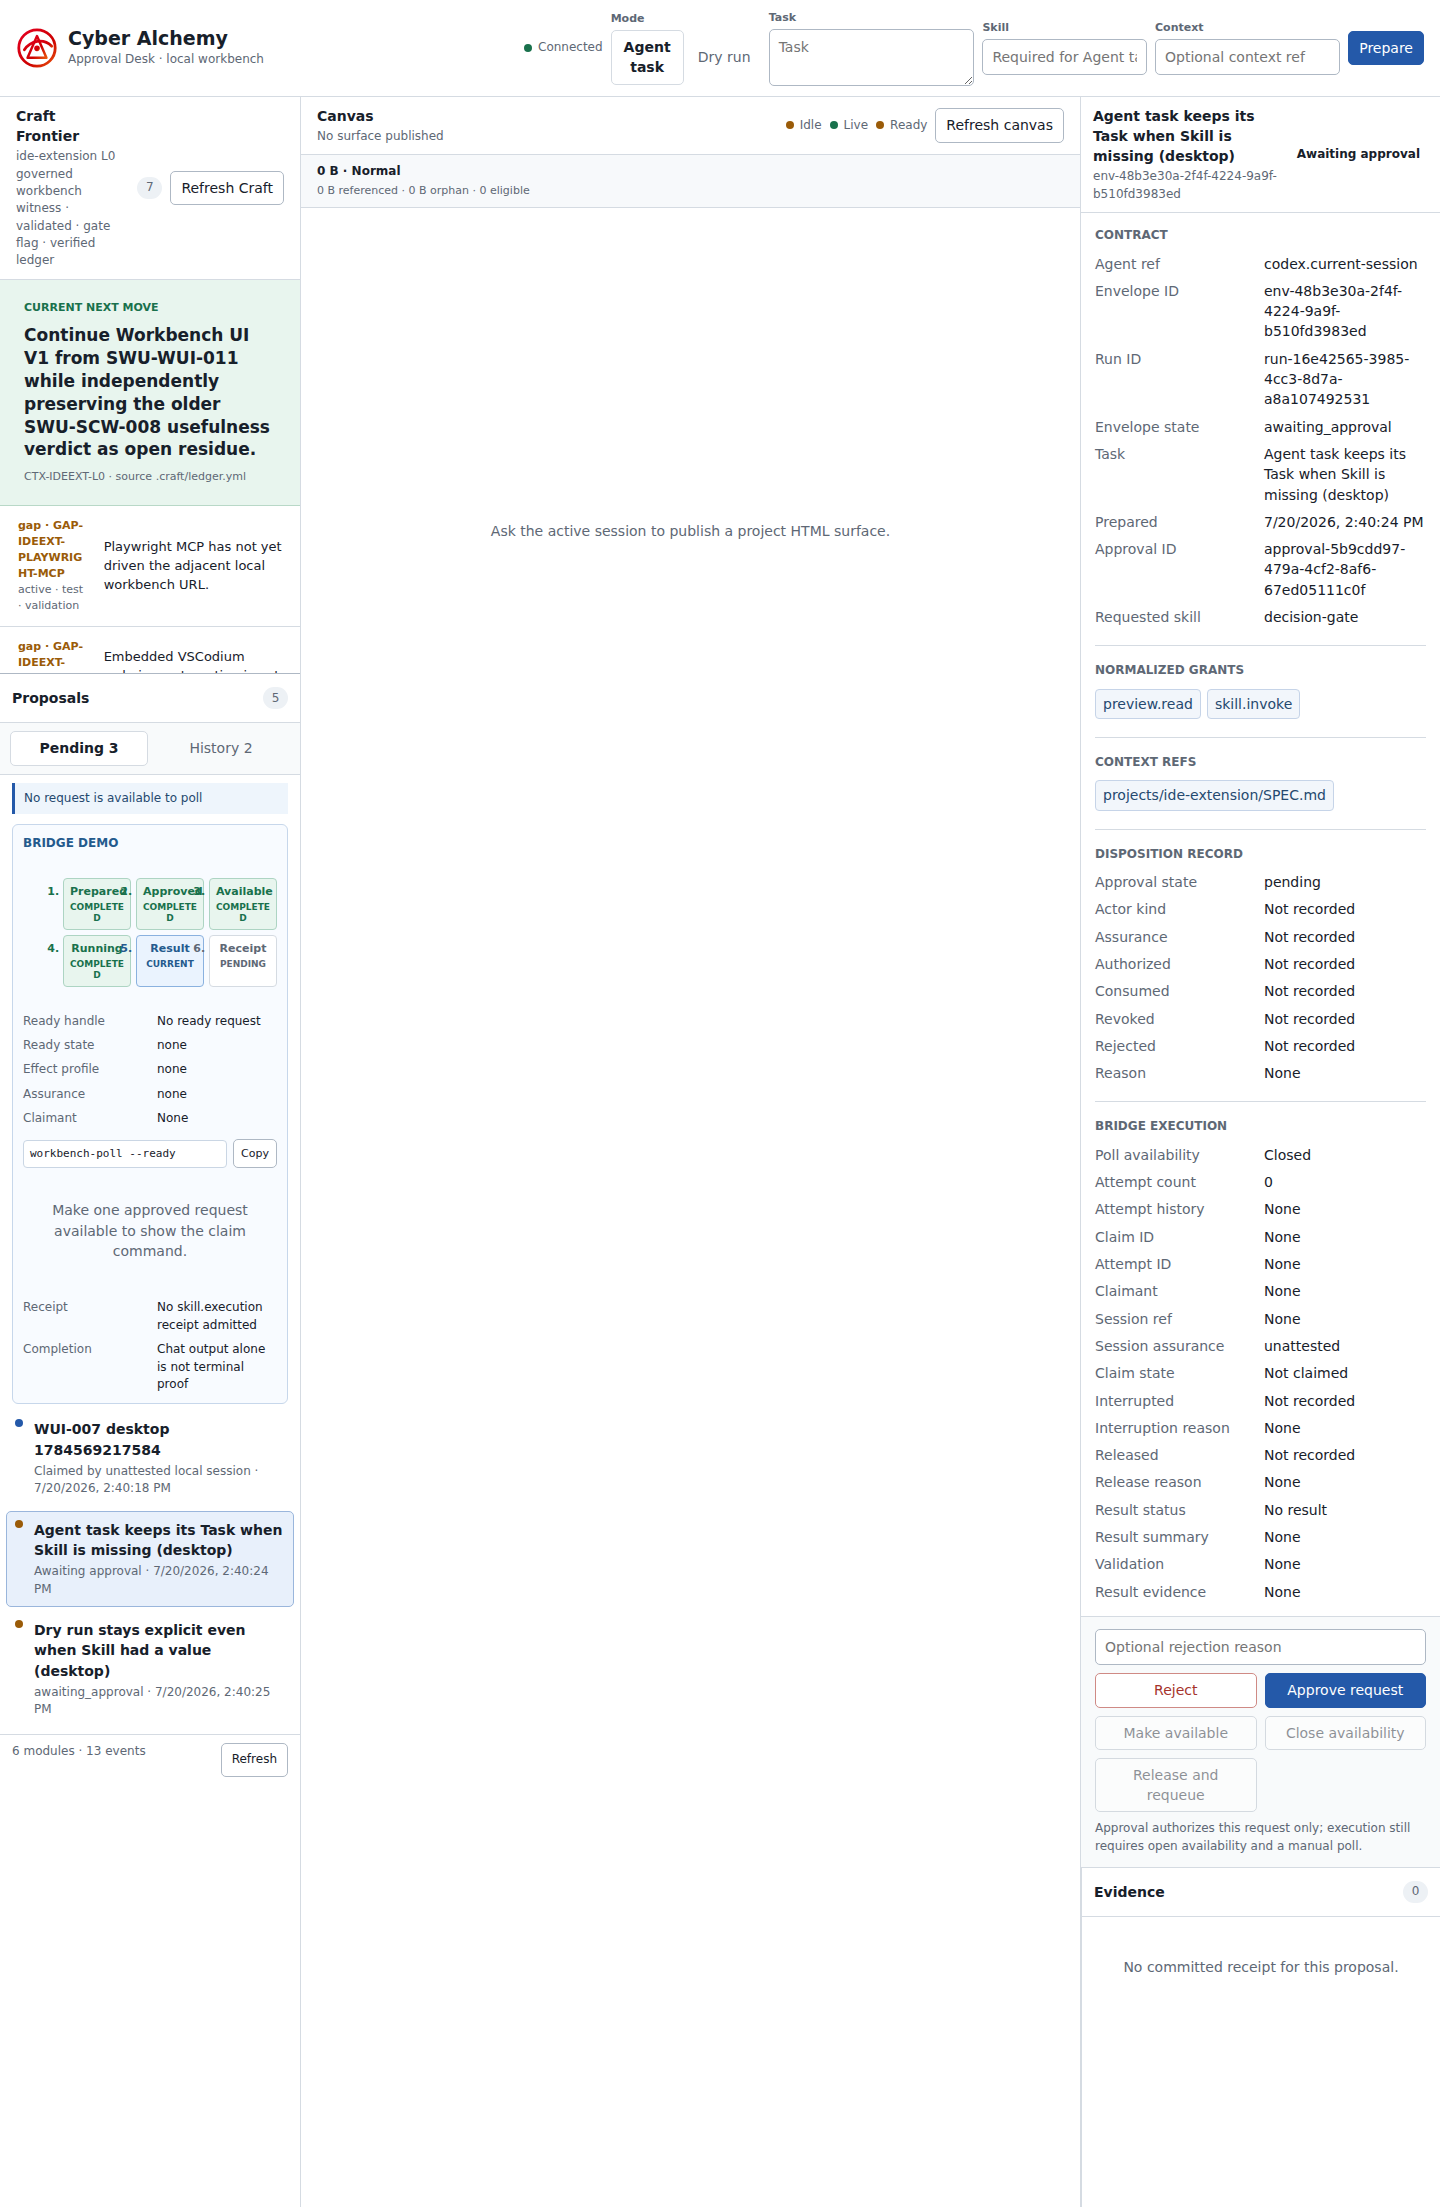 Cyber Alchemy
Approval Desk · local workbench
Connected
Mode
Agent
task
Dry run
Task
Task
Skill
Context
Optional context ref
Prepare
Craft
Frontier
ide-extension L0
governed
workbench
witness ·
validated · gate
flag · verified
ledger
7
Refresh Craft
CURRENT NEXT MOVE
Continue Workbench UI
V1 from SWU-WUI-011
while independently
preserving the older
SWU-SCW-008 usefulness
verdict as open residue.
CTX-IDEEXT-L0 · source .craft/ledger.yml
gap · GAP-
IDEEXT-
PLAYWRIG
HT-MCP
active · test
· validation
Playwright MCP has not yet
driven the adjacent local
workbench URL.
gap · GAP-
IDEEXT-
Embedded VSCodium
Proposals
5
Pending 3
History 2
No request is available to poll
BRIDGE DEMO
1. Prepared
COMPLETE
D
2. Approved
COMPLETE
D
3. Available
COMPLETE
D
4. Running
COMPLETE
D
5. Result
CURRENT
6. Receipt
PENDING
Ready handle No ready request
Ready state none
Effect profile none
Assurance none
Claimant None
workbench-poll --ready
Copy
Make one approved request
available to show the claim
command.
Receipt No skill.execution
receipt admitted
Completion Chat output alone
is not terminal
proof
WUI-007 desktop
1784569217584
Claimed by unattested local session ·
7/20/2026, 2:40:18 PM
Agent task keeps its Task when
Skill is missing (desktop)
Awaiting approval · 7/20/2026, 2:40:24
PM
Dry run stays explicit even
when Skill had a value
(desktop)
awaiting_approval · 7/20/2026, 2:40:25
PM
6 modules · 13 events
Refresh
Canvas
No surface published
Idle
Live
Ready
Refresh canvas
0 B · Normal
0 B referenced · 0 B orphan · 0 eligible
Ask the active session to publish a project HTML surface.
Agent task keeps its
Task when Skill is
missing (desktop)
env-48b3e30a-2f4f-4224-9a9f-
b510fd3983ed
Awaiting approval
CONTRACT
Agent ref codex.current-session
Envelope ID env-48b3e30a-2f4f-
4224-9a9f-
b510fd3983ed
Run ID run-16e42565-3985-
4cc3-8d7a-
a8a107492531
Envelope state awaiting_approval
Task Agent task keeps its
Task when Skill is
missing (desktop)
Prepared 7/20/2026, 2:40:24 PM
Approval ID approval-5b9cdd97-
479a-4cf2-8af6-
67ed05111c0f
Requested skill decision-gate
NORMALIZED GRANTS
preview.read
skill.invoke
CONTEXT REFS
projects/ide-extension/SPEC.md
DISPOSITION RECORD
Approval state pending
Actor kind Not recorded
Assurance Not recorded
Authorized Not recorded
Consumed Not recorded
Revoked Not recorded
Rejected Not recorded
Reason None
BRIDGE EXECUTION
Poll availability Closed
Attempt count 0
Attempt history None
Claim ID None
Attempt ID None
Claimant None
Session ref None
Session assurance unattested
Claim state Not claimed
Interrupted Not recorded
Interruption reason None
Released Not recorded
Release reason None
Result status No result
Result summary None
Validation None
Result evidence None
Optional rejection reason
Reject
Approve request
Make available
Close availability
Release and
requeue
Approval authorizes this request only; execution still
requires open availability and a manual poll.
Evidence
0
No committed receipt for this proposal.